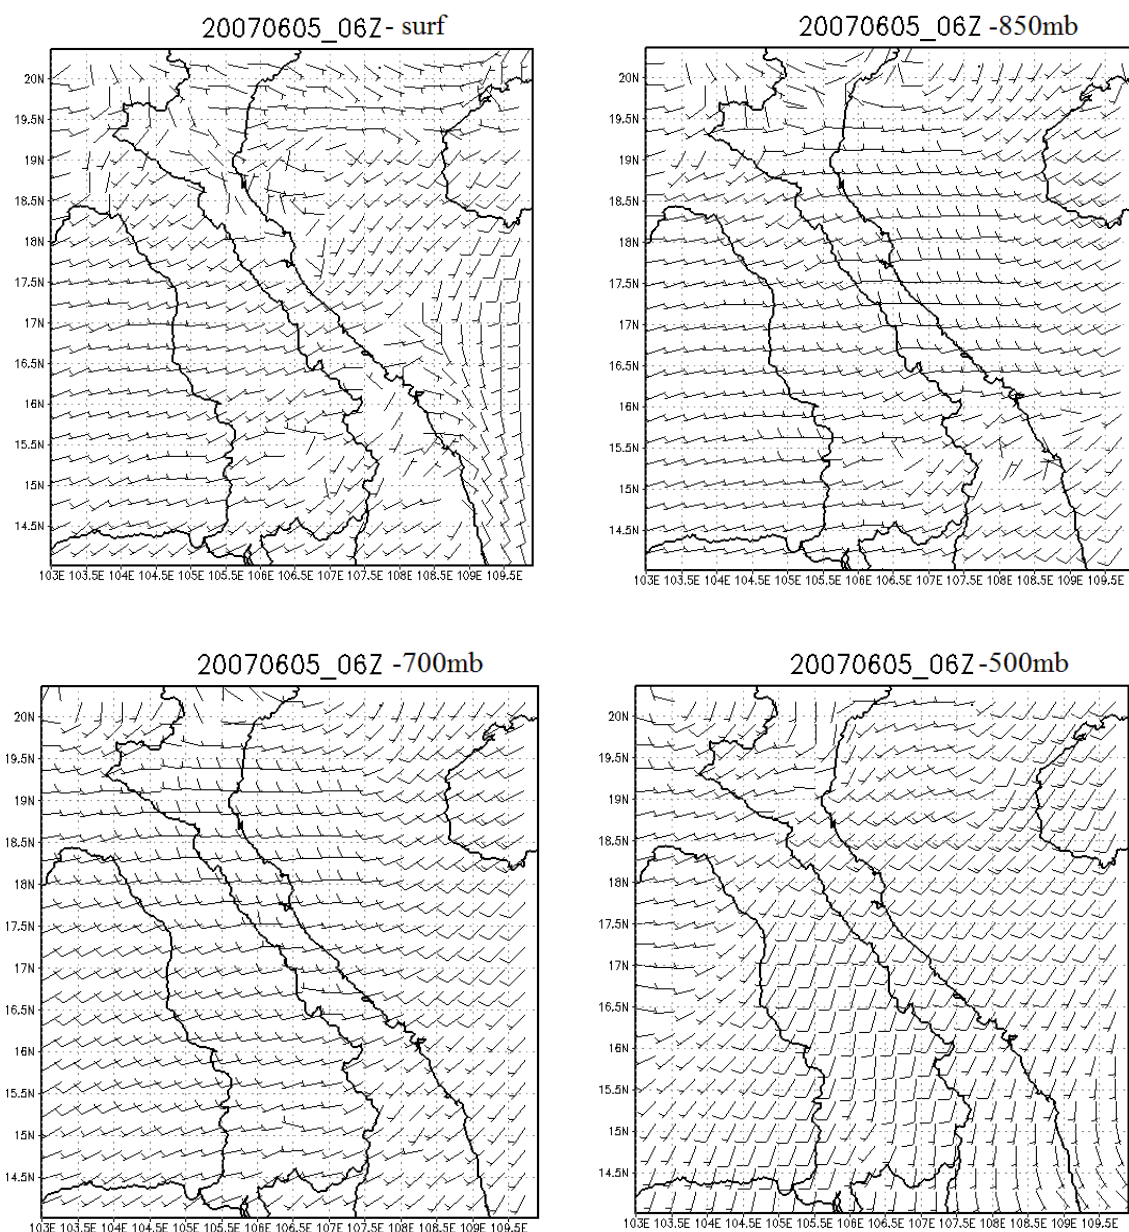 20070605_06Z- surf
20N
19.5N
19N
18.5N
18N
17.5N
17N
16.5N
16N
15.5N
15N
14.5N
103E 103.5E 104E 104.5E 105E 105.5E 106E 106.5E 107E 107.5E 108E 108.5E 109E 109.5E
20070605_06Z -850mb
20N
19.5N
19N
18.5N
18N
17.5N
17N
16.5N
16N
15.5N
15N
14.5N
103E 103.5E 104E 104.5E 105E 105.5E 106E 106.5E 107E 107.5E 108E 108.5E 109E 109.5E
20070605_06Z -700mb
20N
19.5N
19N
18.5N
18N
17.5N
17N
16.5N
16N
15.5N
15N
14.5N
103E 103.5E 104E 104.5E 105E 105.5E 106E 106.5E 107E 107.5E 108E 108.5E 109E 109.5E
20070605_06Z -500mb
20N
19.5N
19N
18.5N
18N
17.5N
17N
16.5N
16N
15.5N
15N
14.5N
103E 103.5E 104E 104.5E 105E 105.5E 106E 106.5E 107E 107.5E 108E 108.5E 109E 109.5E